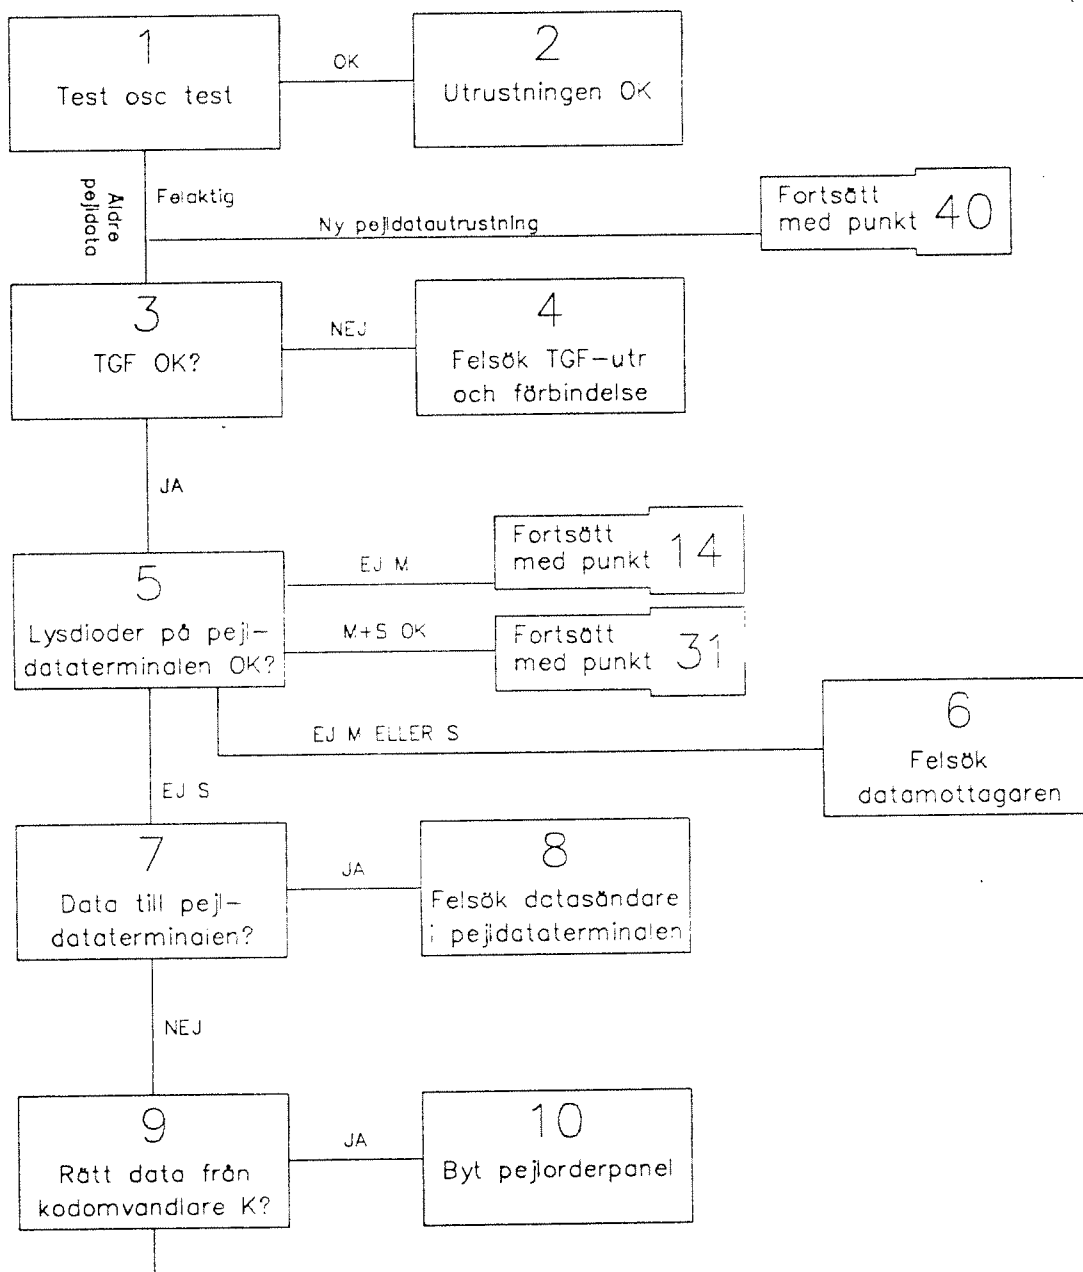 1
Test osc test
OK
2
Utrustningen OK
Äldre
pejldata
Felaktig
Ny pejldatautrustning
Fortsätt
med punkt 40
3
TGF OK?
NEJ
4
Felsök TGF-utr
och förbindelse
JA
5
Lysdioder på pejl-
dataterminalen OK?
EJ M
Fortsätt
med punkt 14
M+S OK
Fortsätt
med punkt 31
EJ M ELLER S
6
Felsök
datamottagaren
EJ S
7
Data till pejl-
dataterminalen?
JA
8
Felsök datasändare
i pejldataterminalen
NEJ
9
Rätt data från
kodomvandlare K?
JA
10
Byt pejlorderpanel